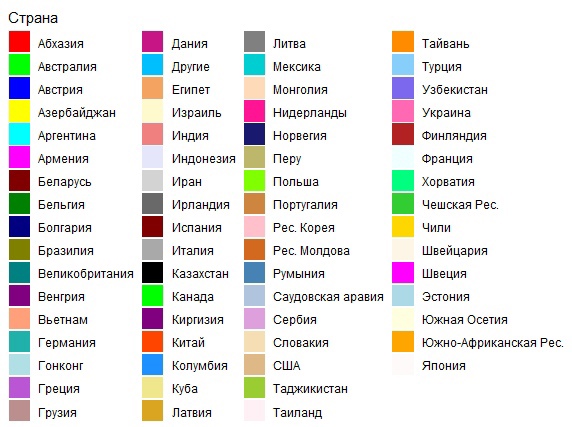 Страна
Абхазия
Австралия
Австрия
Азербайджан
Аргентина
Армения
Беларусь
Бельгия
Болгария
Бразилия
Великобритания
Венгрия
Вьетнам
Германия
Гонконг
Греция
Грузия
Дания
Другие
Египет
Израиль
Индия
Индонезия
Иран
Ирландия
Испания
Италия
Казахстан
Канада
Киргизия
Китай
Колумбия
Куба
Латвия
Литва
Мексика
Монголия
Нидерланды
Норвегия
Перу
Польша
Португалия
Рес. Корея
Рес. Молдова
Румыния
Саудовская аравия
Сербия
Словакия
США
Таджикистан
Таиланд
Тайвань
Турция
Узбекистан
Украина
Финляндия
Франция
Хорватия
Чешская Рес.
Чили
Швейцария
Швеция
Эстония
Южная Осетия
Южно-Африканская Рес.
Япония